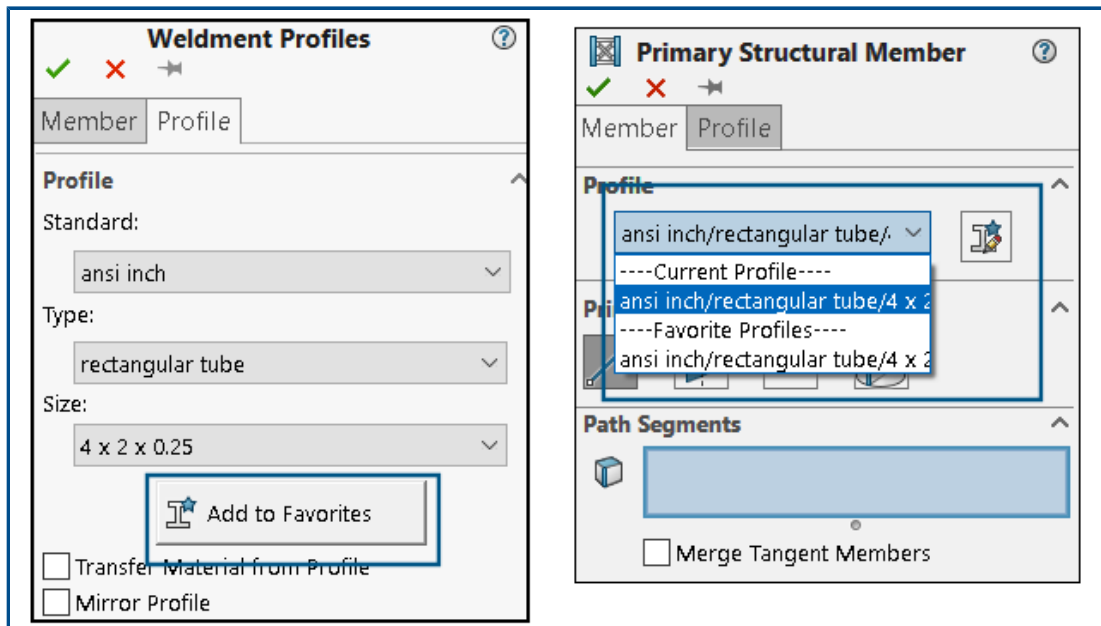 Weldment Profiles
Member Profile
Profile
Standard:
ansi inch
Type:
rectangular tube
Size:
4 x 2 x 0.25
Add to Favorites
Transfer Material from Profile
Mirror Profile
Primary Structural Member
Member Profile
Profile
ansi inch/rectangular tube/
----Current Profile----
ansi inch/rectangular tube/4 x 2
----Favorite Profiles----
ansi inch/rectangular tube/4 x 2
Path Segments
Merge Tangent Members